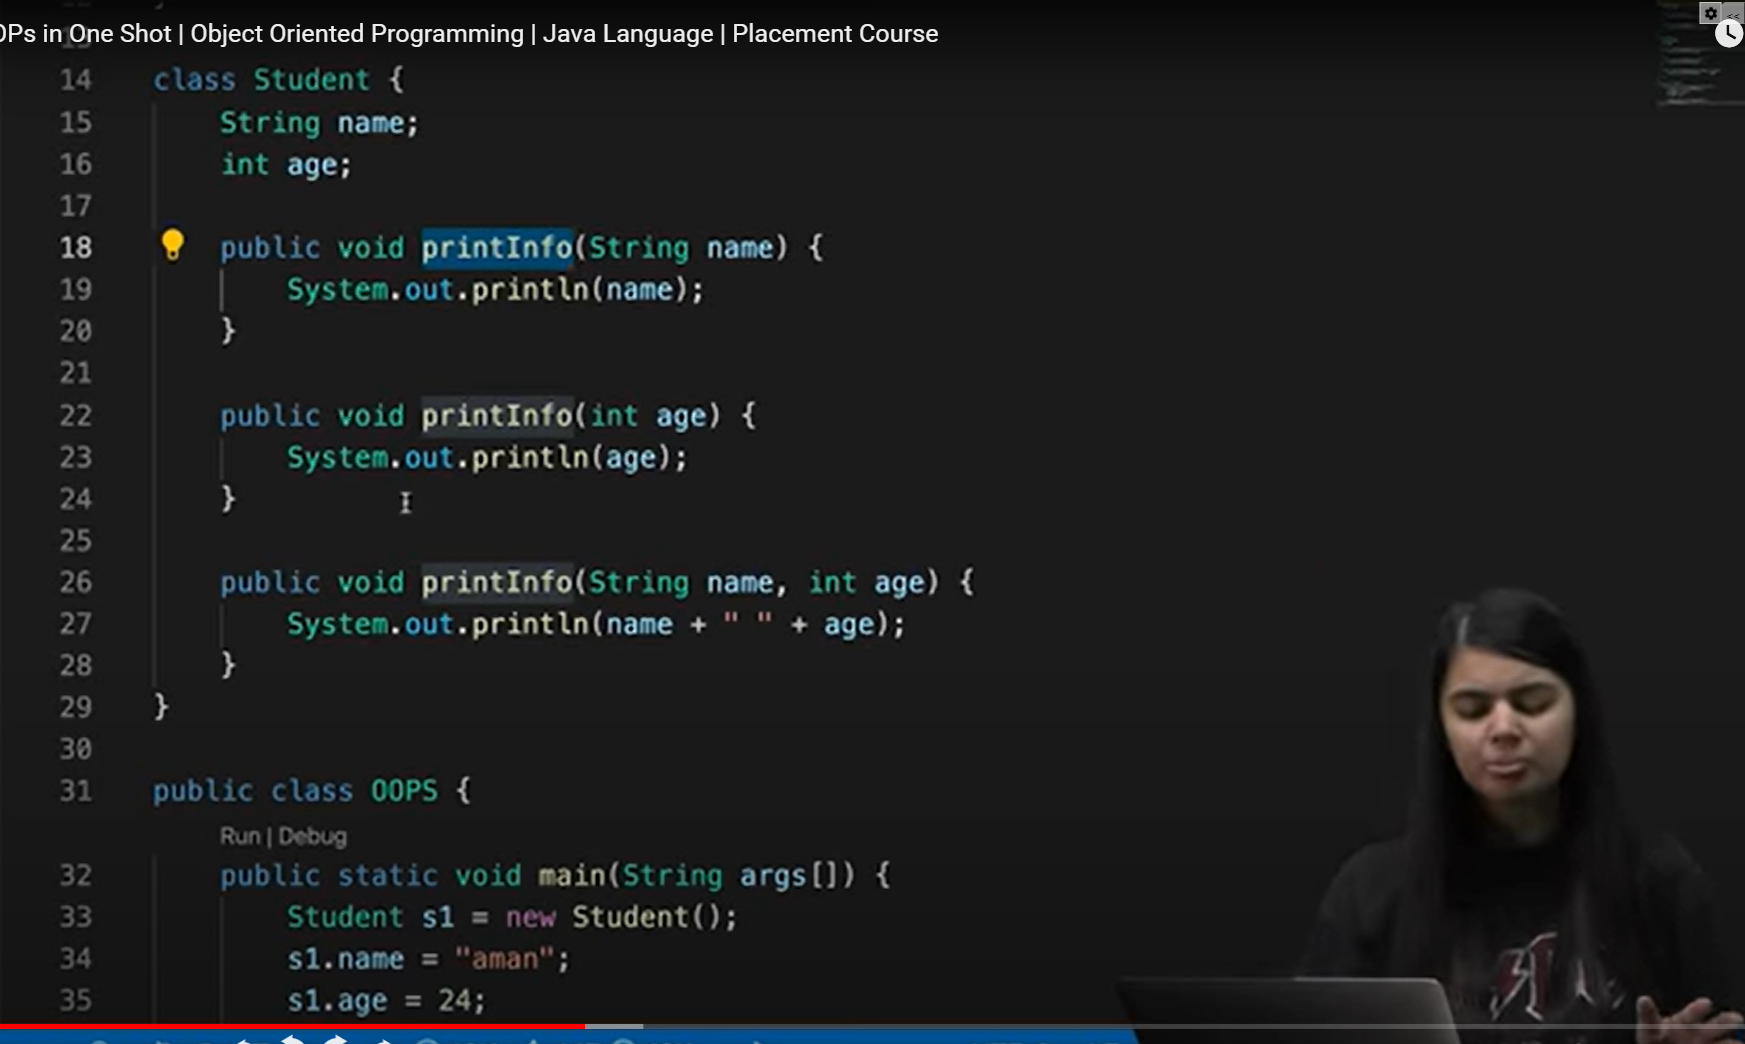 OPs in One Shot | Object Oriented Programming | Java Language | Placement Course
14 class Student {
15 String name;
16 int age;
17
18 public void printInfo(String name) {
19 System.out.println(name);
20 }
21
22 public void printInfo(int age) {
23 System.out.println(age);
24 }
25
26 public void printInfo(String name, int age) {
27 System.out.println(name + " " + age);
28 }
29 }
30
31 public class OOPS {
Run | Debug
32 public static void main(String args[]) {
33 Student s1 = new Student();
34 s1.name = "aman";
35 s1.age = 24;